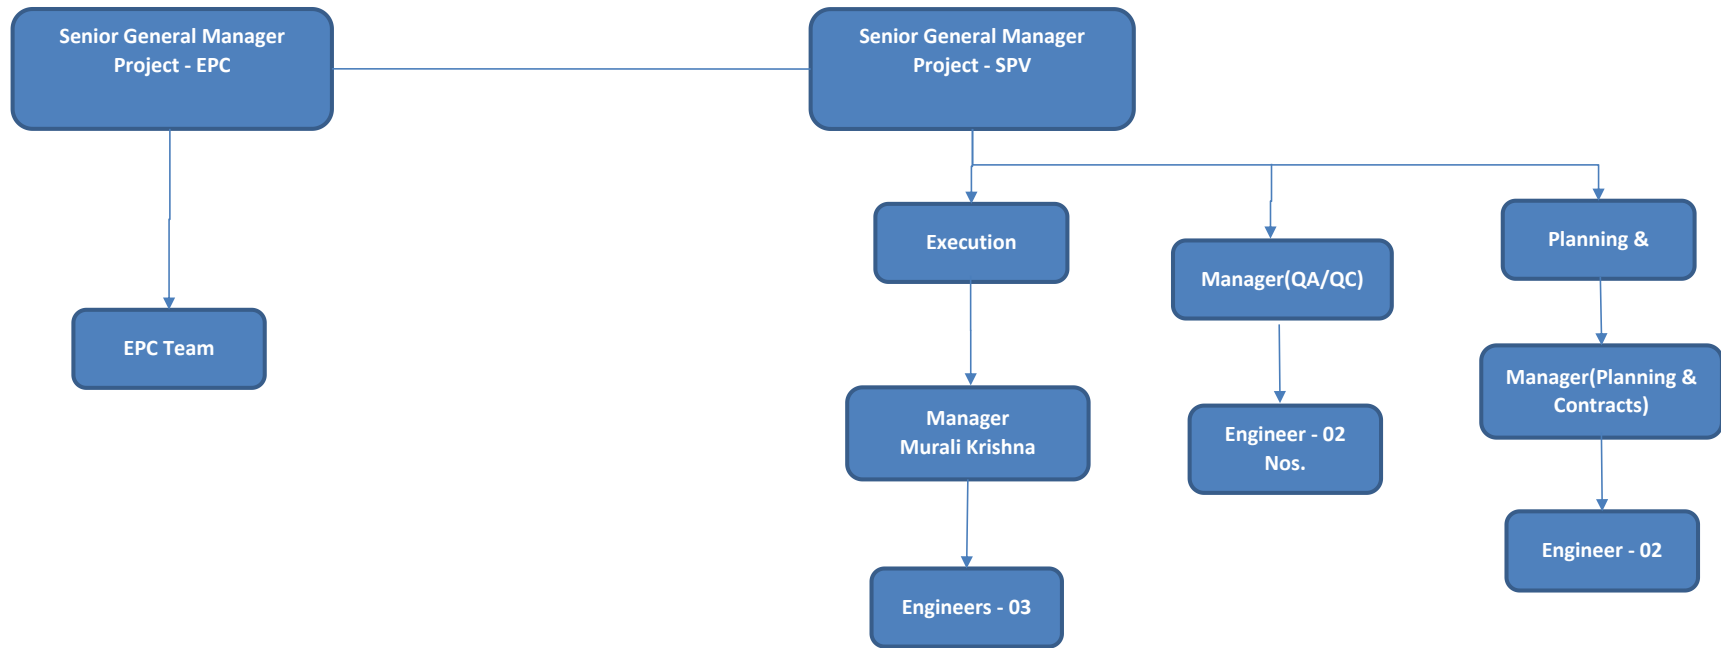 Senior General Manager
Project - EPC
Senior General Manager
Project - SPV
Execution
Manager(QA/QC)
Planning &
EPC Team
Manager
Murali Krishna
Engineer - 02
Nos.
Manager(Planning &
Contracts)
Engineers - 03
Engineer - 02